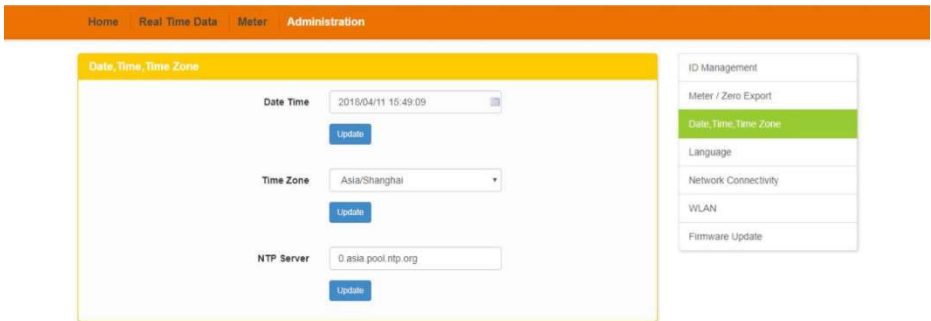 Home Real Time Data Meter Administration
Date,Time,Time Zone
Date Time 2018/04/11 15:49:09
Update
Time Zone Asia/Shanghai
Update
NTP Server 0.asia.pool.ntp.org
Update
ID Management
Meter / Zero Export
Date,Time,Time Zone
Language
Network Connectivity
WLAN
Firmware Update